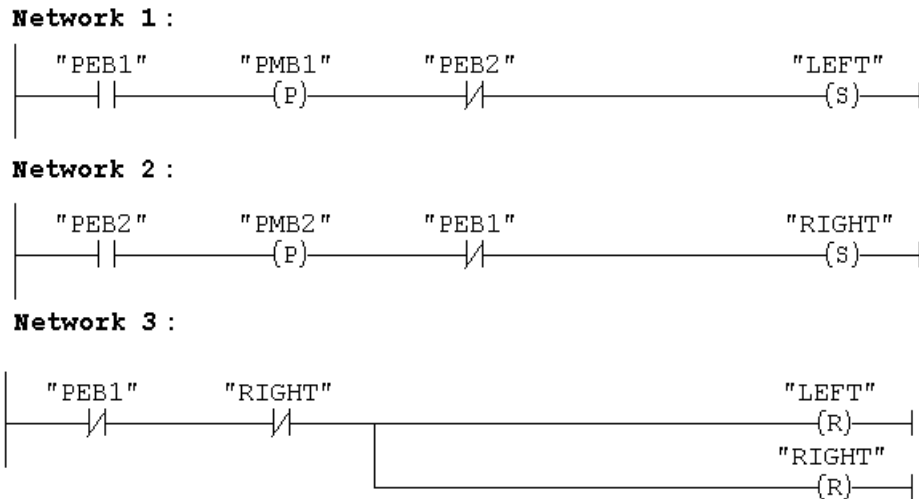 Network 1 :
"PEB1" "PMB1" "PEB2" "LEFT"
(P) (S)
Network 2 :
"PEB2" "PMB2" "PEB1" "RIGHT"
(P) (S)
Network 3 :
"PEB1" "RIGHT" "LEFT"
(R)
"RIGHT"
(R)